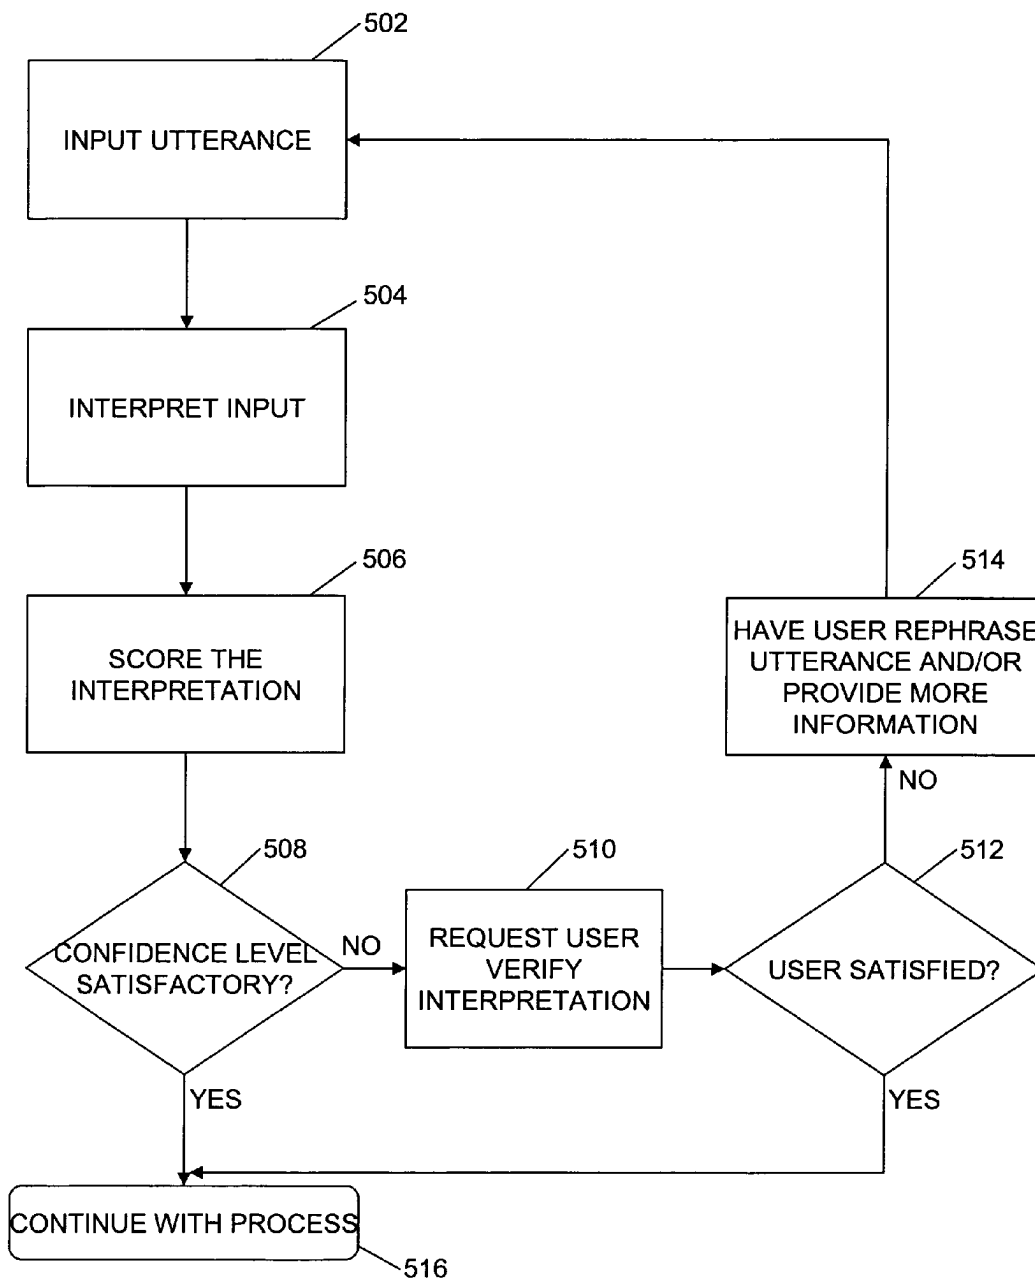 502
INPUT UTTERANCE
504
INTERPRET INPUT
506
SCORE THE
INTERPRETATION
514
HAVE USER REPHRASE
UTTERANCE AND/OR
PROVIDE MORE
INFORMATION
NO
508
CONFIDENCE LEVEL
SATISFACTORY?
NO
510
REQUEST USER
VERIFY
INTERPRETATION
512
USER SATISFIED?
YES
YES
CONTINUE WITH PROCESS
516